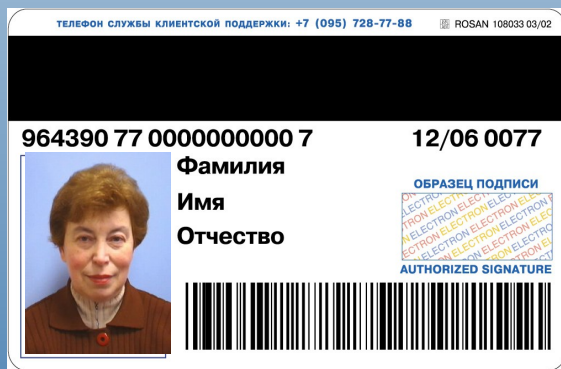 ТЕЛЕФОН СЛУЖБЫ КЛИЕНТСКОЙ ПОДДЕРЖКИ: +7 (095) 728-77-88 ROSAN 108033 03/02
964390 77 0000000000 7 12/06 0077
Фамилия
Имя
Отчество
ОБРАЗЕЦ ПОДПИСИ
ELECTRON ELECTRON ELECTRON
AUTHORIZED SIGNATURE